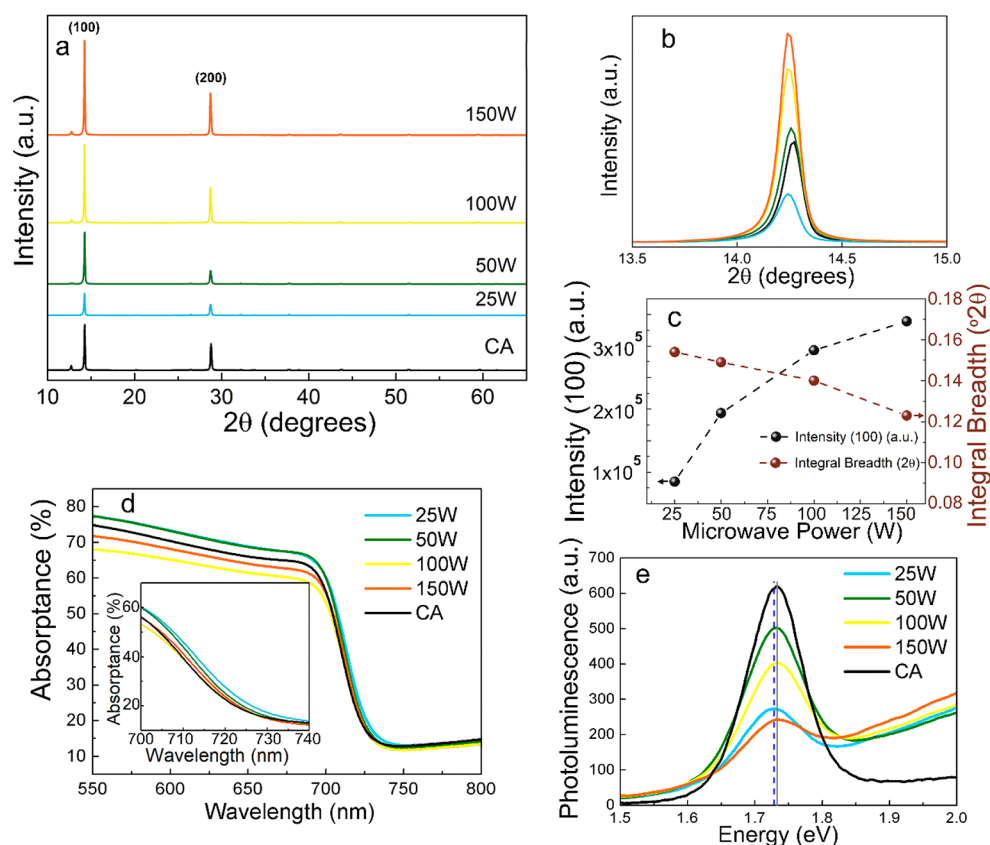 a
(100)
(200)
150W
100W
50W
25W
CA
Intensity (a.u.)
10 20 30 40 50 60
2θ (degrees)
b
Intensity (a.u.)
13.5 14.0 14.5 15.0
2θ (degrees)
c
Intensity (100) (a.u.)
3x10⁵
2x10⁵
1x10⁵
0.18
0.16
0.14
0.12
0.10
0.08
Integral Breadth (º2θ)
Intensity (100) (a.u.)
Integral Breadth (2θ)
25 50 75 100 125 150
Microwave Power (W)
d
Absorptance (%)
80
70
60
50
40
30
20
10
25W
50W
100W
150W
CA
Absorptance (%)
60
40
20
700 710 720 730 740
Wavelength (nm)
550 600 650 700 750 800
Wavelength (nm)
e
Photoluminescence (a.u.)
700
600
500
400
300
200
100
0
25W
50W
100W
150W
CA
1.5 1.6 1.7 1.8 1.9 2.0
Energy (eV)